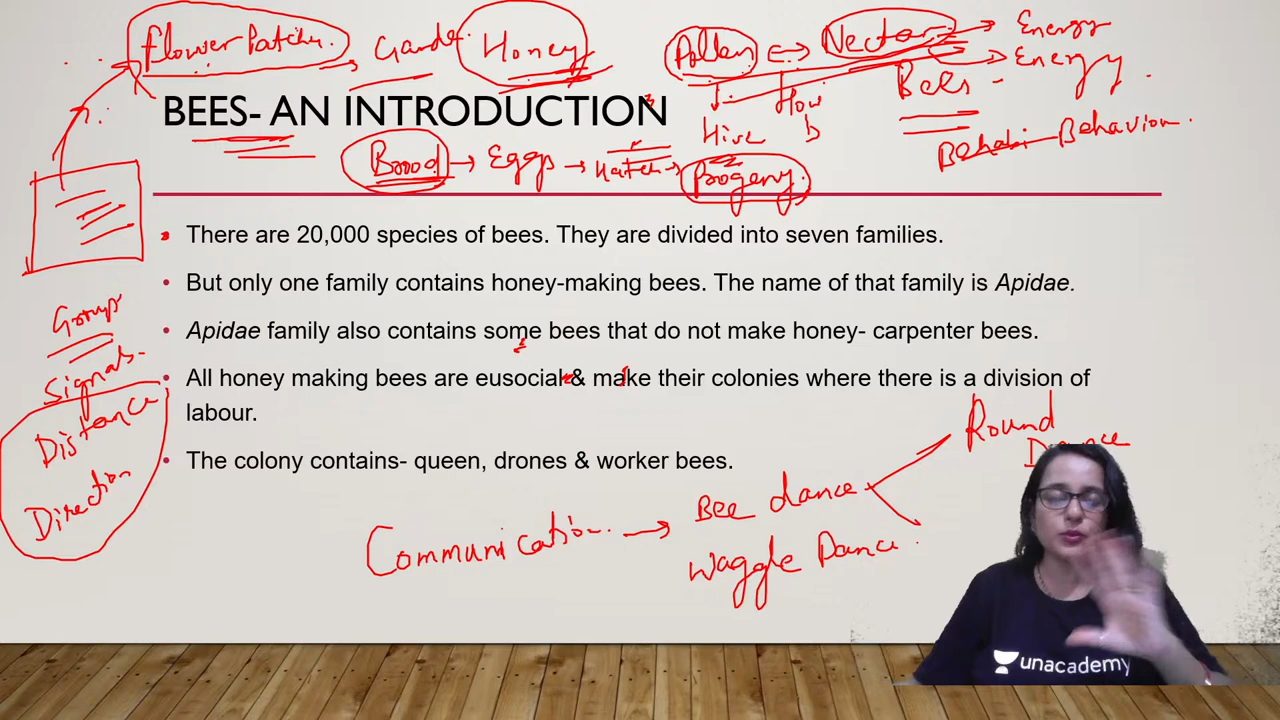 Flower Patches.
Garden.
Honey
Pollen
Nectar
Energy
Energy
Bees
How
Hive
Behavior.
BEES- AN INTRODUCTION
Brood → Eggs → Hatch → Progeny.
• There are 20,000 species of bees. They are divided into seven families.
• But only one family contains honey-making bees. The name of that family is Apidae.
• Apidae family also contains some bees that do not make honey- carpenter bees.
• All honey making bees are eusocial & make their colonies where there is a division of
labour.
• The colony contains- queen, drones & worker bees.
Group
Signals-
Distance
Direction
Round
Dance
Communication. → Bee dance
Waggle Dance.
unacademy